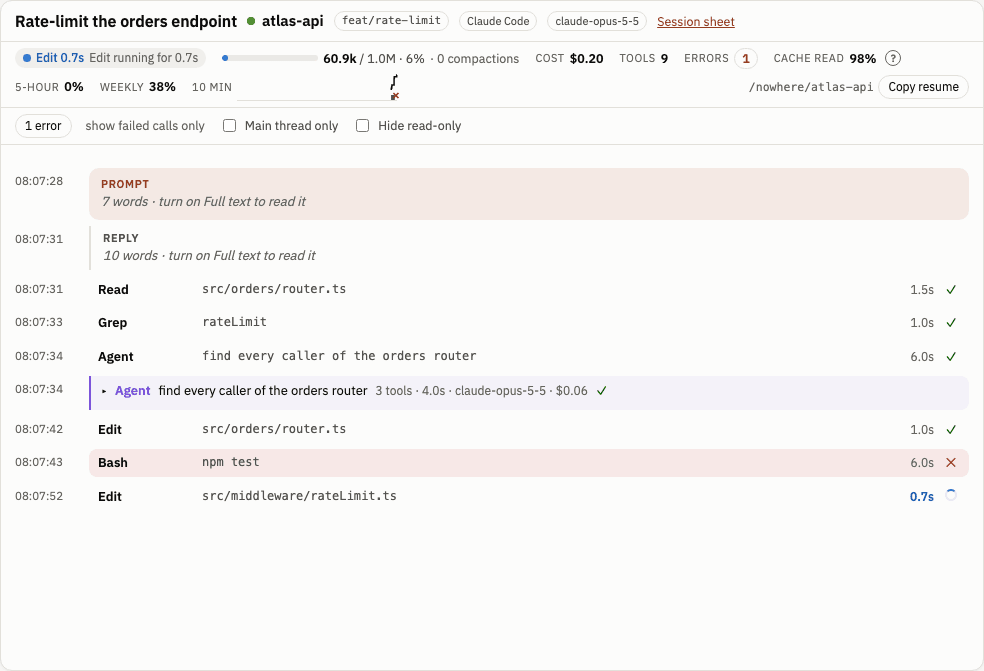 Rate-limit the orders endpoint atlas-api feat/rate-limit Claude Code claude-opus-5-5 Session sheet
Edit 0.7s Edit running for 0.7s 60.9k / 1.0M · 6% · 0 compactions COST $0.20 TOOLS 9 ERRORS 1 CACHE READ 98% ?
5-HOUR 0% WEEKLY 38% 10 MIN /nowhere/atlas-api Copy resume
1 error show failed calls only Main thread only Hide read-only
08:07:28 PROMPT
7 words · turn on Full text to read it
08:07:31 REPLY
10 words · turn on Full text to read it
08:07:31 Read src/orders/router.ts 1.5s
08:07:33 Grep rateLimit 1.0s
08:07:34 Agent find every caller of the orders router 6.0s
08:07:34 Agent find every caller of the orders router 3 tools · 4.0s · claude-opus-5-5 · $0.06
08:07:42 Edit src/orders/router.ts 1.0s
08:07:43 Bash npm test 6.0s
08:07:52 Edit src/middleware/rateLimit.ts 0.7s